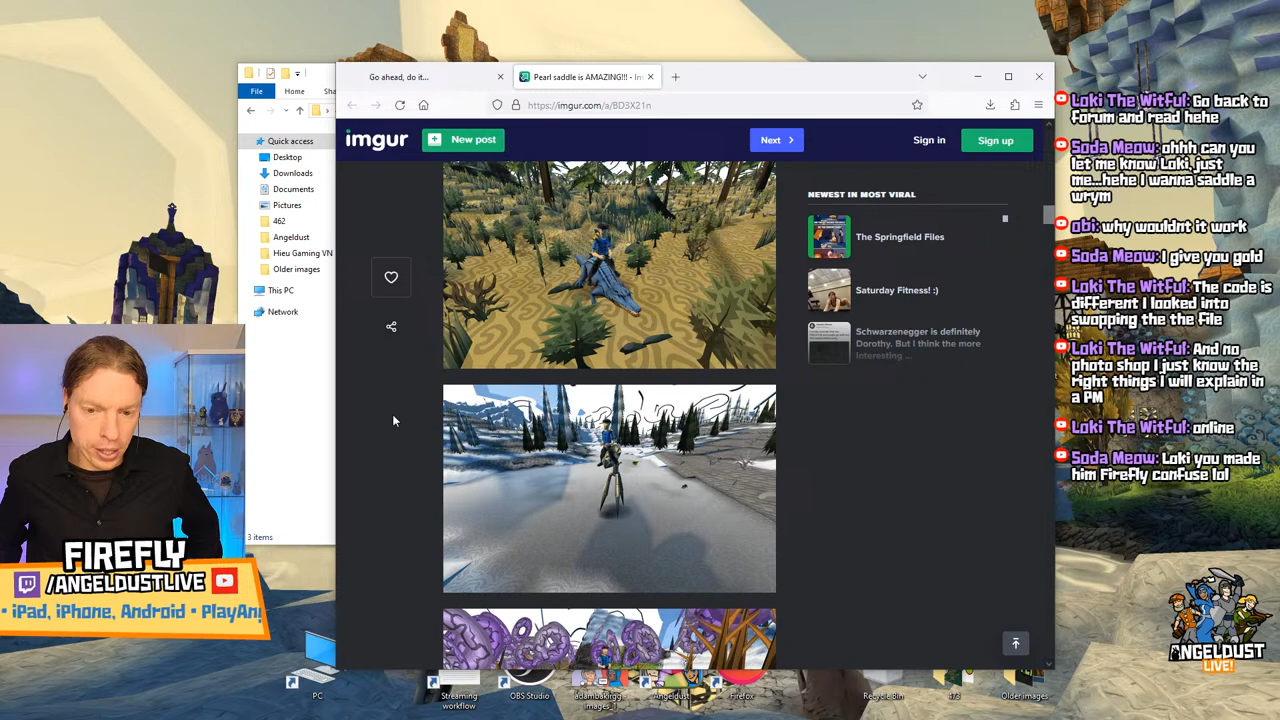 Go ahead, do it...
Pearl saddle is AMAZING!!! - Im
https://imgur.com/a/BD3X21n
imgur
New post
Next
Sign in
Sign up
NEWEST IN MOST VIRAL
The Springfield Files
Saturday Fitness! :)
Schwarzenegger is definitely
Dorothy. But I think the more
Interesting ...
File
Home
Sha
Quick access
Desktop
Downloads
Documents
Pictures
462
Angeldust
Hieu Gaming VN
Older images
This PC
Network
3 items
Loki The Witful: Go back to
forum and read hehe
Soda Meow: ohhh can you
let me know Loki, just
me...hehe I wanna saddle a
wrym
obi: why wouldnt it work
Soda Meow: I give you gold
Loki The Witful: The code is
different I looked into
swapping the the file
Loki The Witful: And no
photo shop I just know the
right things I will explain in
a PM
Loki The Witful: online
Soda Meow: Loki you made
him Firefly confuse lol
FIREFLY
/ANGELDUSTLIVE
• iPad, iPhone, Android • PlayAn
PC
Streaming
workflow
OBS Studio
Angeldust
Firefox
Recycle Bin
473
Older images
ANGELDUST
LIVE!